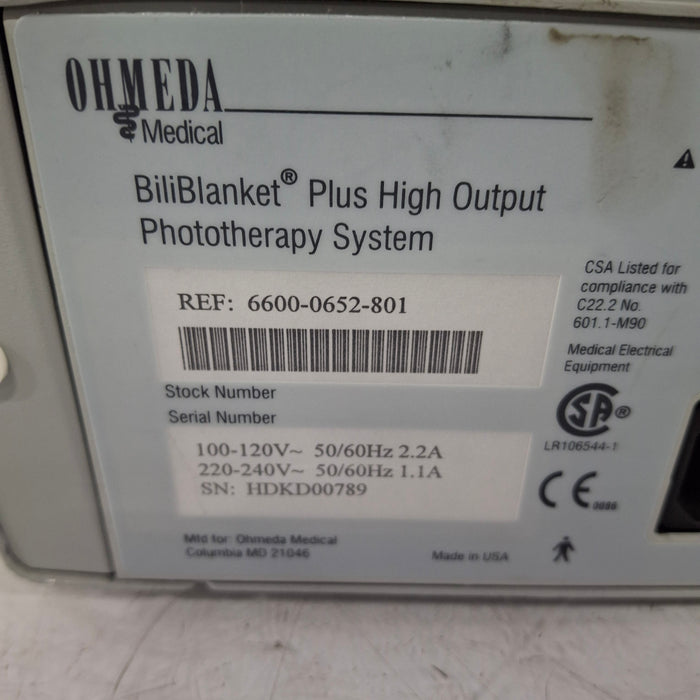 OHMEDA
Medical
BiliBlanket® Plus High Output
Phototherapy System
REF: 6600-0652-801
Stock Number
Serial Number
100-120V~ 50/60Hz 2.2A
220-240V~ 50/60Hz 1.1A
SN: HDKD00789
Mfd for: Ohmeda Medical
Columbia MD 21046
Made in USA
CSA Listed for
compliance with
C22.2 No.
601.1-M90
Medical Electrical
Equipment
SA®
LR106544-1
CE 0086